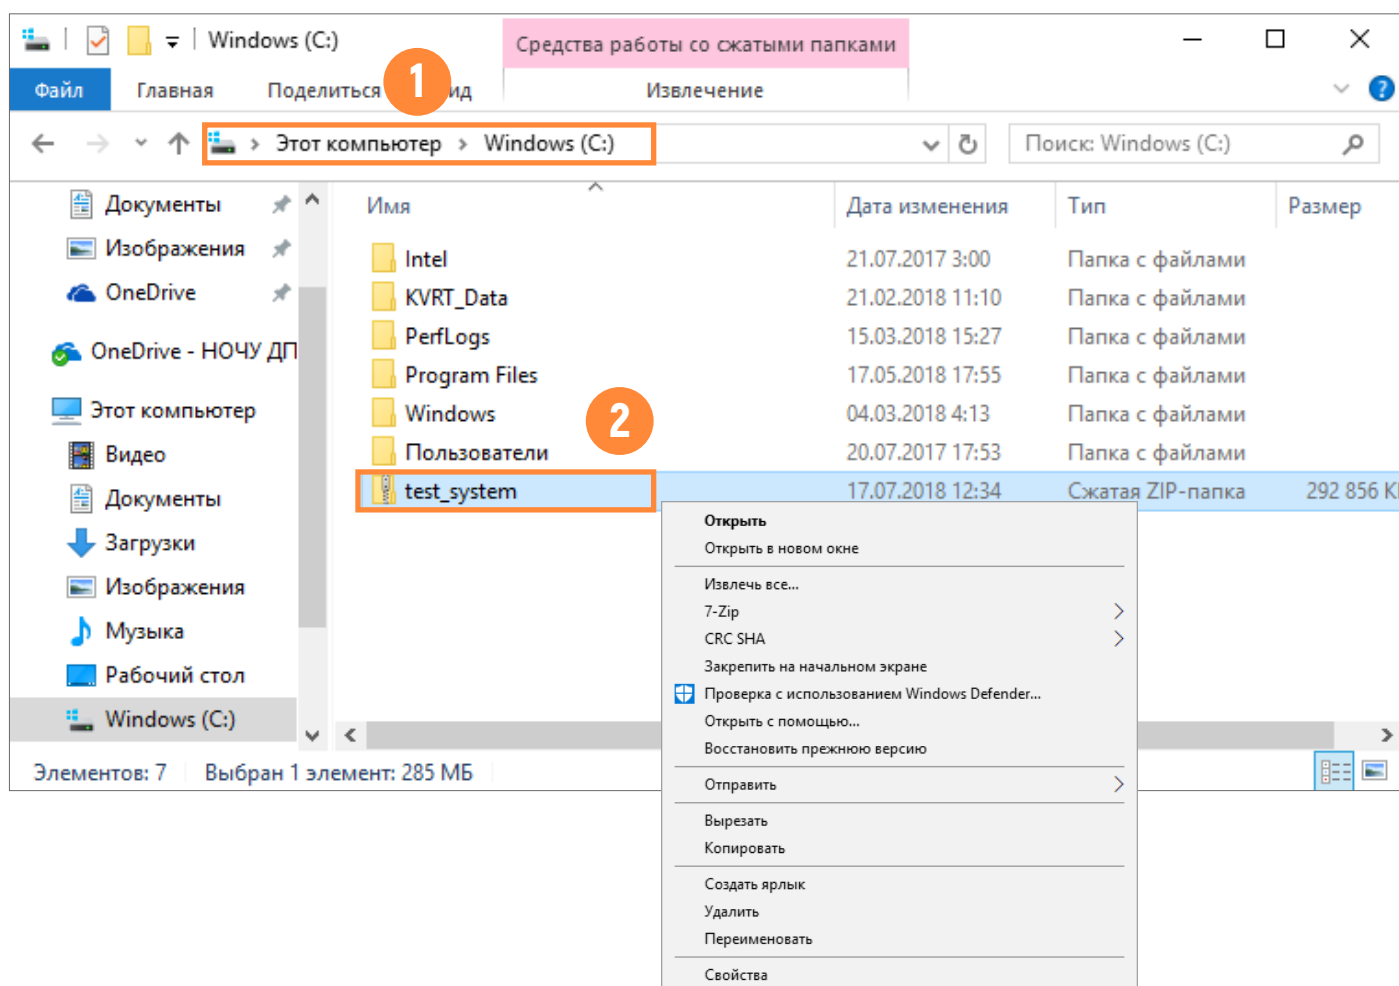 Windows (C:)
Средства работы со сжатыми папками
1
Файл Главная Поделиться ид Извлечение
Этот компьютер Windows (C:)
Поиск: Windows (C:)
Имя Дата изменения Тип Размер
Документы
Изображения
OneDrive
OneDrive - НОЧУ ДП
Этот компьютер
Видео
Документы
Загрузки
Изображения
Музыка
Рабочий стол
Windows (C:)
Intel 21.07.2017 3:00 Папка с файлами
KVRT_Data 21.02.2018 11:10 Папка с файлами
PerfLogs 15.03.2018 15:27 Папка с файлами
Program Files 17.05.2018 17:55 Папка с файлами
Windows 04.03.2018 4:13 Папка с файлами
2
Пользователи 20.07.2017 17:53 Папка с файлами
test_system 17.07.2018 12:34 Сжатая ZIP-папка 292 856 К
Открыть
Открыть в новом окне
Извлечь все...
7-Zip
CRC SHA
Закрепить на начальном экране
Проверка с использованием Windows Defender...
Открыть с помощью...
Восстановить прежнюю версию
Отправить
Вырезать
Копировать
Создать ярлык
Удалить
Переименовать
Свойства
Элементов: 7 Выбран 1 элемент: 285 МБ